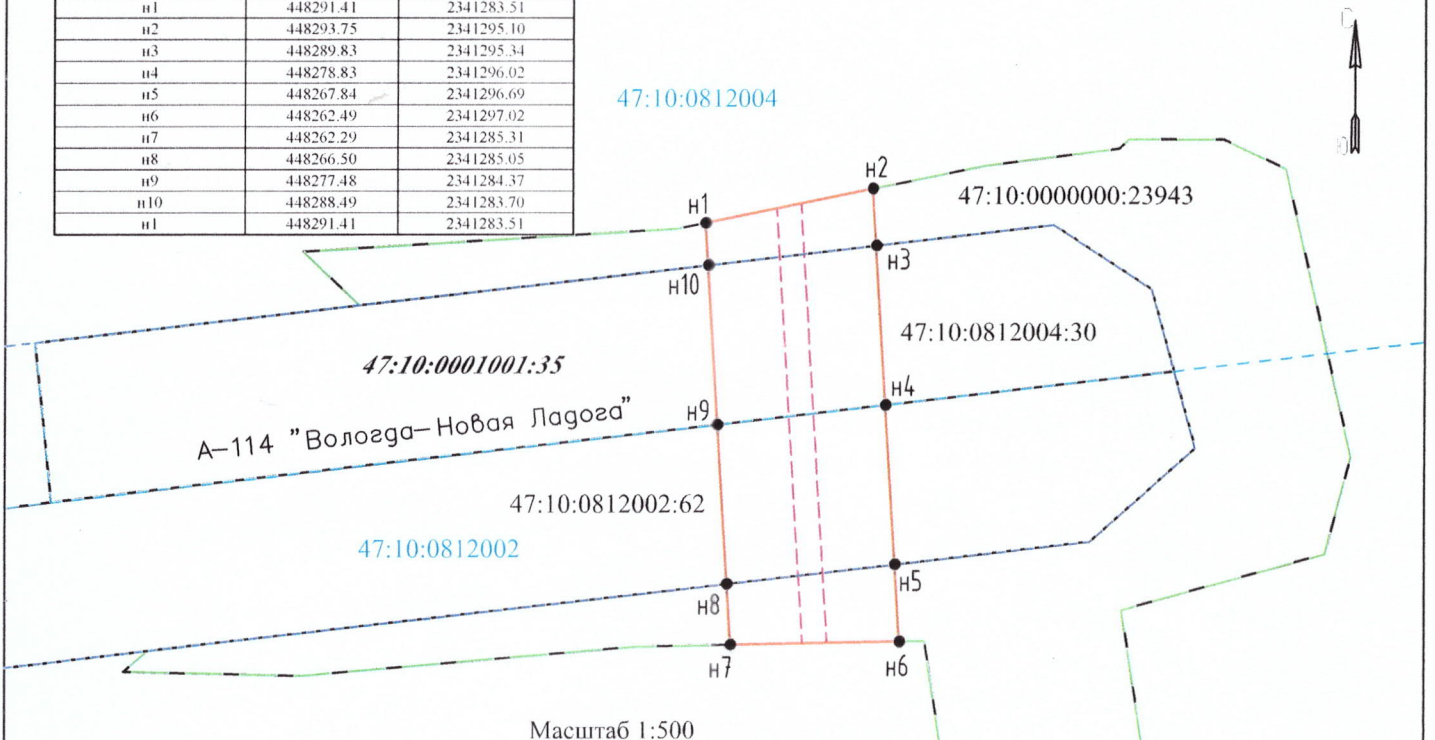 н1 448291.41 2341283.51
н2 448293.75 2341295.10
н3 448289.83 2341295.34
н4 448278.83 2341296.02
н5 448267.84 2341296.69
н6 448262.49 2341297.02
н7 448262.29 2341285.31
н8 448266.50 2341285.05
н9 448277.48 2341284.37
н10 448288.49 2341283.70
н1 448291.41 2341283.51
С
Ю
47:10:0812004
н2
47:10:0000000:23943
н1
н3
н10
47:10:0812004:30
47:10:0001001:35
н4
н9
А-114 "Вологда-Новая Ладога"
47:10:0812002:62
47:10:0812002
н5
н8
н7
н6
Масштаб 1:500